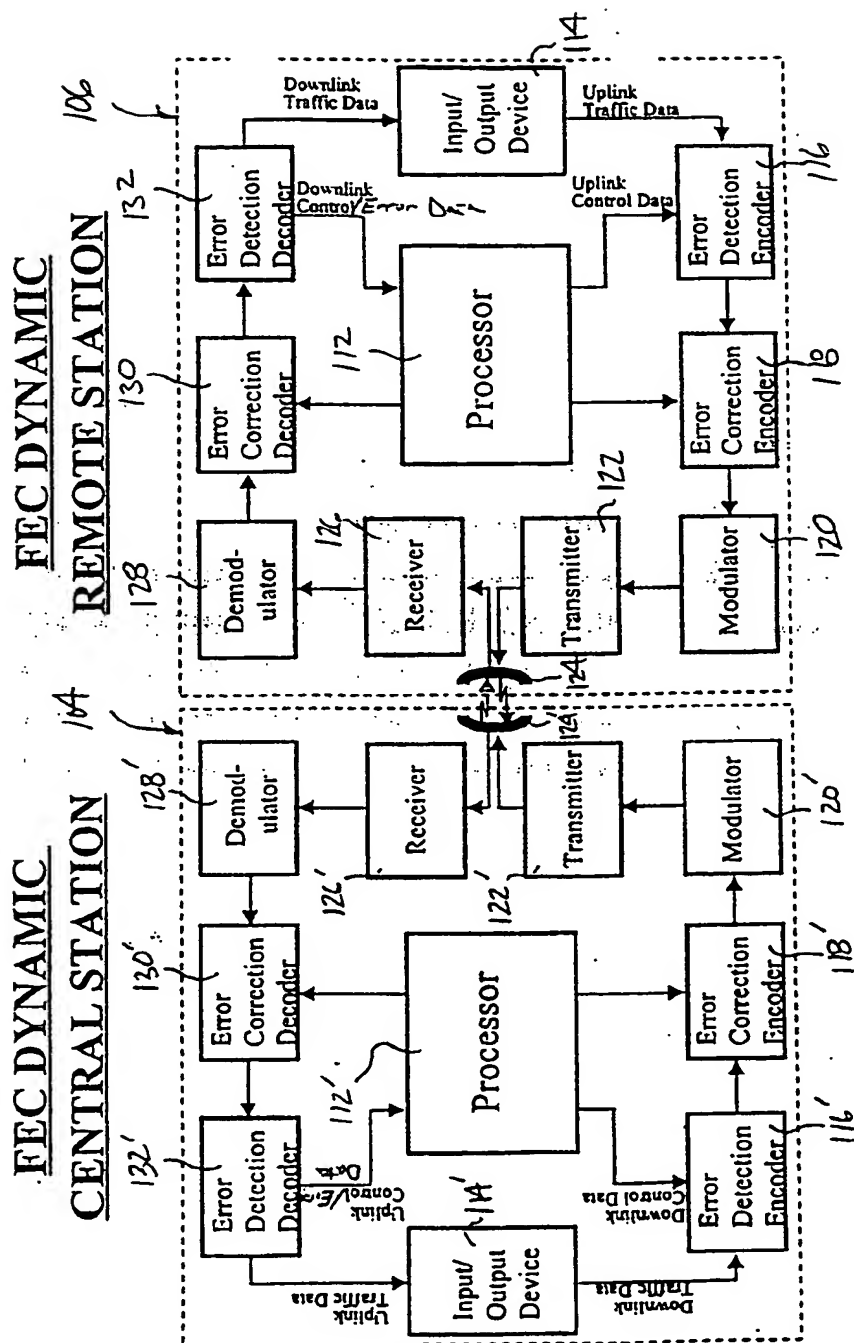 FEC DYNAMIC
CENTRAL STATION
104
132'
Error
Detection
Decoder
130'
Error
Correction
Decoder
128'
Demod-
ulator
Uplink
Traffic Data
Uplink
Control/Error
Data
112'
Processor
126'
Receiver
114'
Input/
Output
Device
122'
Transmitter
124'
Downlink
Traffic Data
Downlink
Control Data
Error
Detection
Encoder
116'
Error
Correction
Encoder
118'
Modulator
120'
FEC DYNAMIC
REMOTE STATION
106
128
Demod-
ulator
130
Error
Correction
Decoder
132
Error
Detection
Decoder
126
Receiver
112
Processor
Downlink
Control/Error
Downlink
Traffic Data
Input/
Output
Device
114
124
Transmitter
122
Uplink
Control Data
Uplink
Traffic Data
Modulator
120
Error
Correction
Encoder
118
Error
Detection
Encoder
116